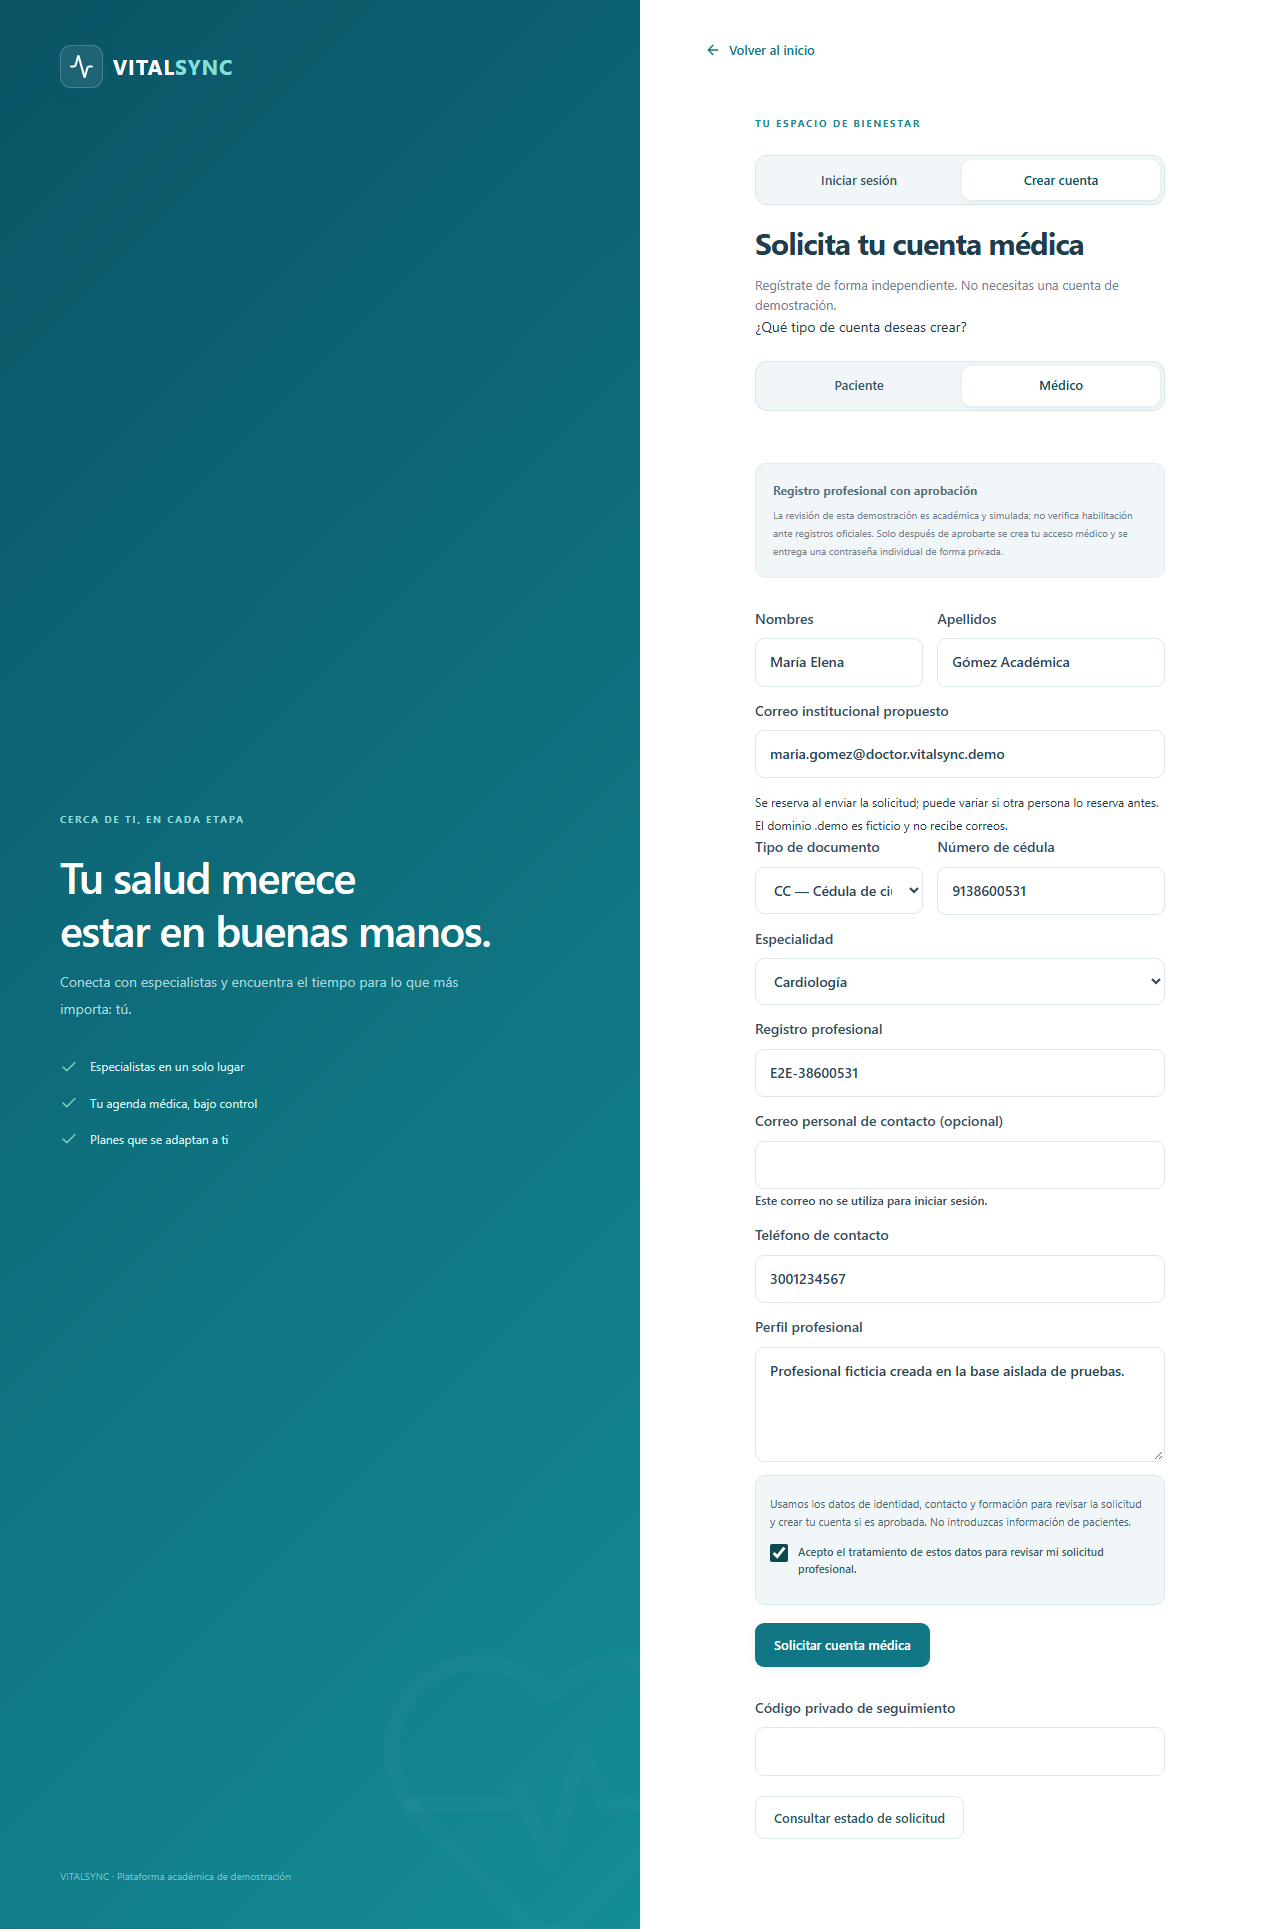 VITALSYNC
CERCA DE TI, EN CADA ETAPA
Tu salud merece
estar en buenas manos.
Conecta con especialistas y encuentra el tiempo para lo que más
importa: tú.
Especialistas en un solo lugar
Tu agenda médica, bajo control
Planes que se adaptan a ti
VITALSYNC · Plataforma académica de demostración
Volver al inicio
TU ESPACIO DE BIENESTAR
Iniciar sesión
Crear cuenta
Solicita tu cuenta médica
Regístrate de forma independiente. No necesitas una cuenta de
demostración.
¿Qué tipo de cuenta deseas crear?
Paciente
Médico
Registro profesional con aprobación
La revisión de esta demostración es académica y simulada; no verifica habilitación
ante registros oficiales. Solo después de aprobarte se crea tu acceso médico y se
entrega una contraseña individual de forma privada.
Nombres
Apellidos
María Elena
Gómez Académica
Correo institucional propuesto
maria.gomez@doctor.vitalsync.demo
Se reserva al enviar la solicitud; puede variar si otra persona lo reserva antes.
El dominio .demo es ficticio y no recibe correos.
Tipo de documento
Número de cédula
CC — Cédula de ci
9138600531
Especialidad
Cardiología
Registro profesional
E2E-38600531
Correo personal de contacto (opcional)
Este correo no se utiliza para iniciar sesión.
Teléfono de contacto
3001234567
Perfil profesional
Profesional ficticia creada en la base aislada de pruebas.
Usamos los datos de identidad, contacto y formación para revisar la solicitud
y crear tu cuenta si es aprobada. No introduzcas información de pacientes.
Acepto el tratamiento de estos datos para revisar mi solicitud
profesional.
Solicitar cuenta médica
Código privado de seguimiento
Consultar estado de solicitud